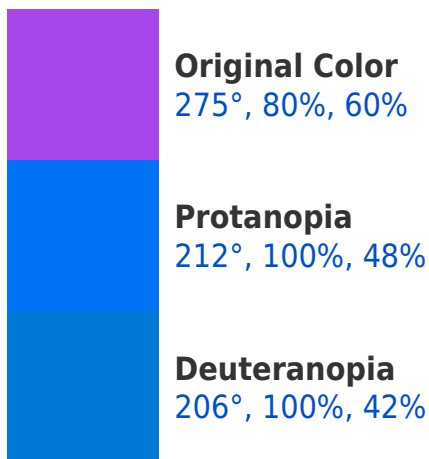 Original Color
275°, 80%, 60%
Protanopia
212°, 100%, 48%
Deuteranopia
206°, 100%, 42%